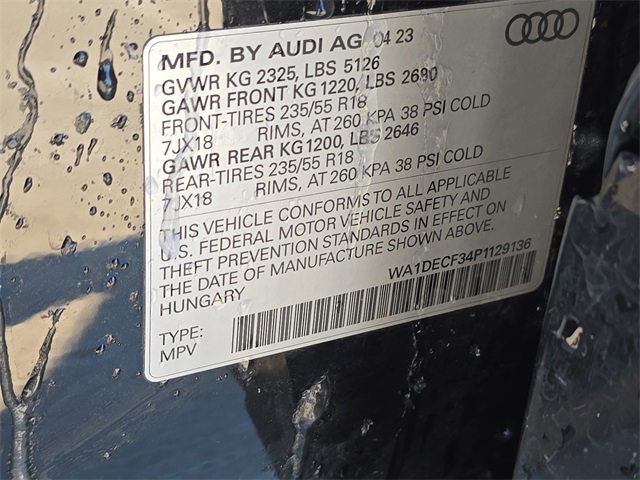 MFD. BY AUDI AG 04 23
GVWR KG 2325, LBS 5126
GAWR FRONT KG 1220, LBS 2690
FRONT-TIRES 235/55 R18
7JX18 RIMS, AT 260 KPA 38 PSI COLD
GAWR REAR KG 1200, LBS 2646
REAR-TIRES 235/55 R18
7JX18 RIMS, AT 260 KPA 38 PSI COLD
THIS VEHICLE CONFORMS TO ALL APPLICABLE
U.S. FEDERAL MOTOR VEHICLE SAFETY AND
THEFT PREVENTION STANDARDS IN EFFECT ON
THE DATE OF MANUFACTURE SHOWN ABOVE.
HUNGARY WA1DECF34P1129136
TYPE:
MPV